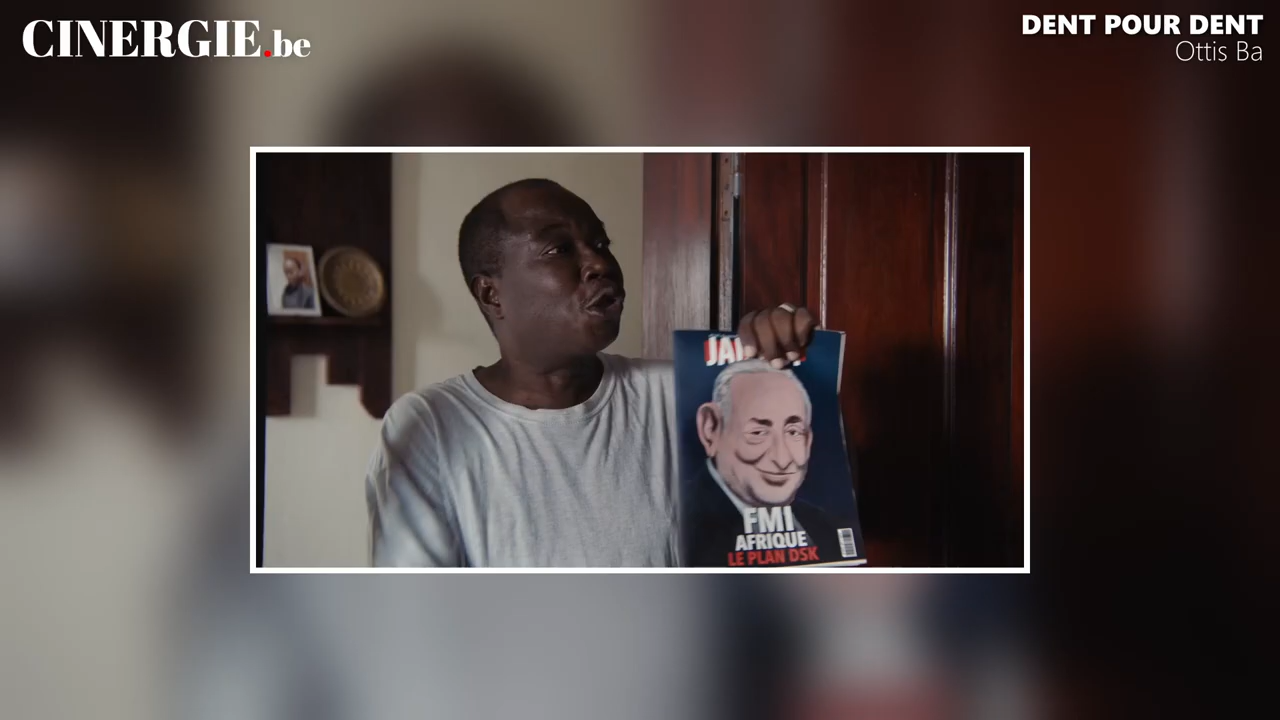 CINERGIE.be
DENT POUR DENT
Ottis Ba
FMI
AFRIQUE
LE PLAN DSK